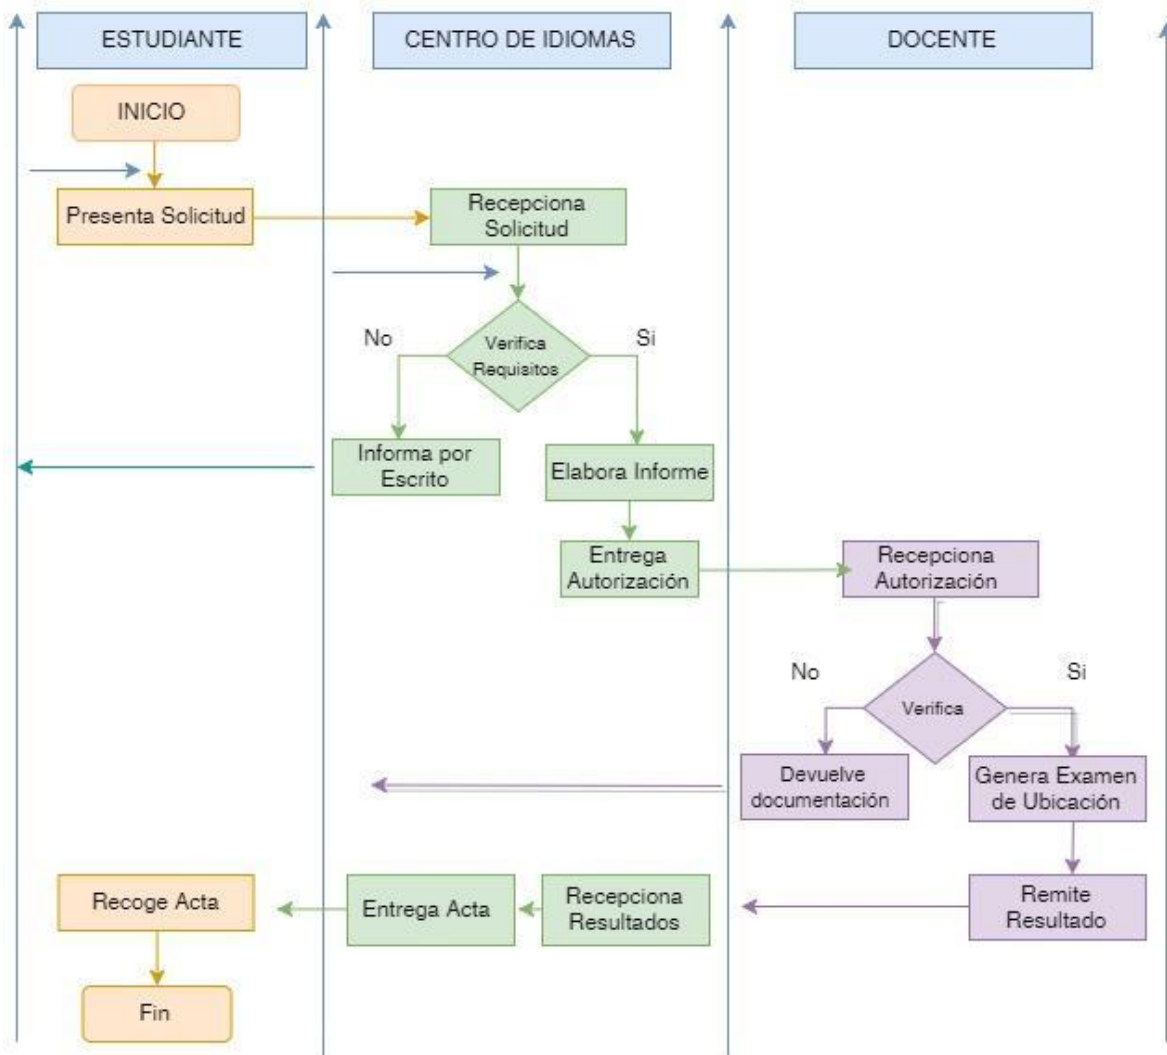 ESTUDIANTE
CENTRO DE IDIOMAS
DOCENTE
INICIO
Presenta Solicitud
Recepciona
Solicitud
No
Si
Verifica
Requisitos
Informa por
Escrito
Elabora Informe
Entrega
Autorización
Recepciona
Autorización
No
Si
Verifica
Devuelve
documentación
Genera Examen
de Ubicación
Remite
Resultado
Recepciona
Resultados
Entrega Acta
Recoge Acta
Fin